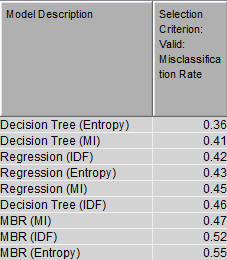 Model Description
Selection
Criterion:
Valid:
Misclassifica
tion Rate
Decision Tree (Entropy) 0.36
Decision Tree (MI) 0.41
Regression (IDF) 0.42
Regression (Entropy) 0.43
Regression (MI) 0.45
Decision Tree (IDF) 0.46
MBR (MI) 0.47
MBR (IDF) 0.52
MBR (Entropy) 0.55